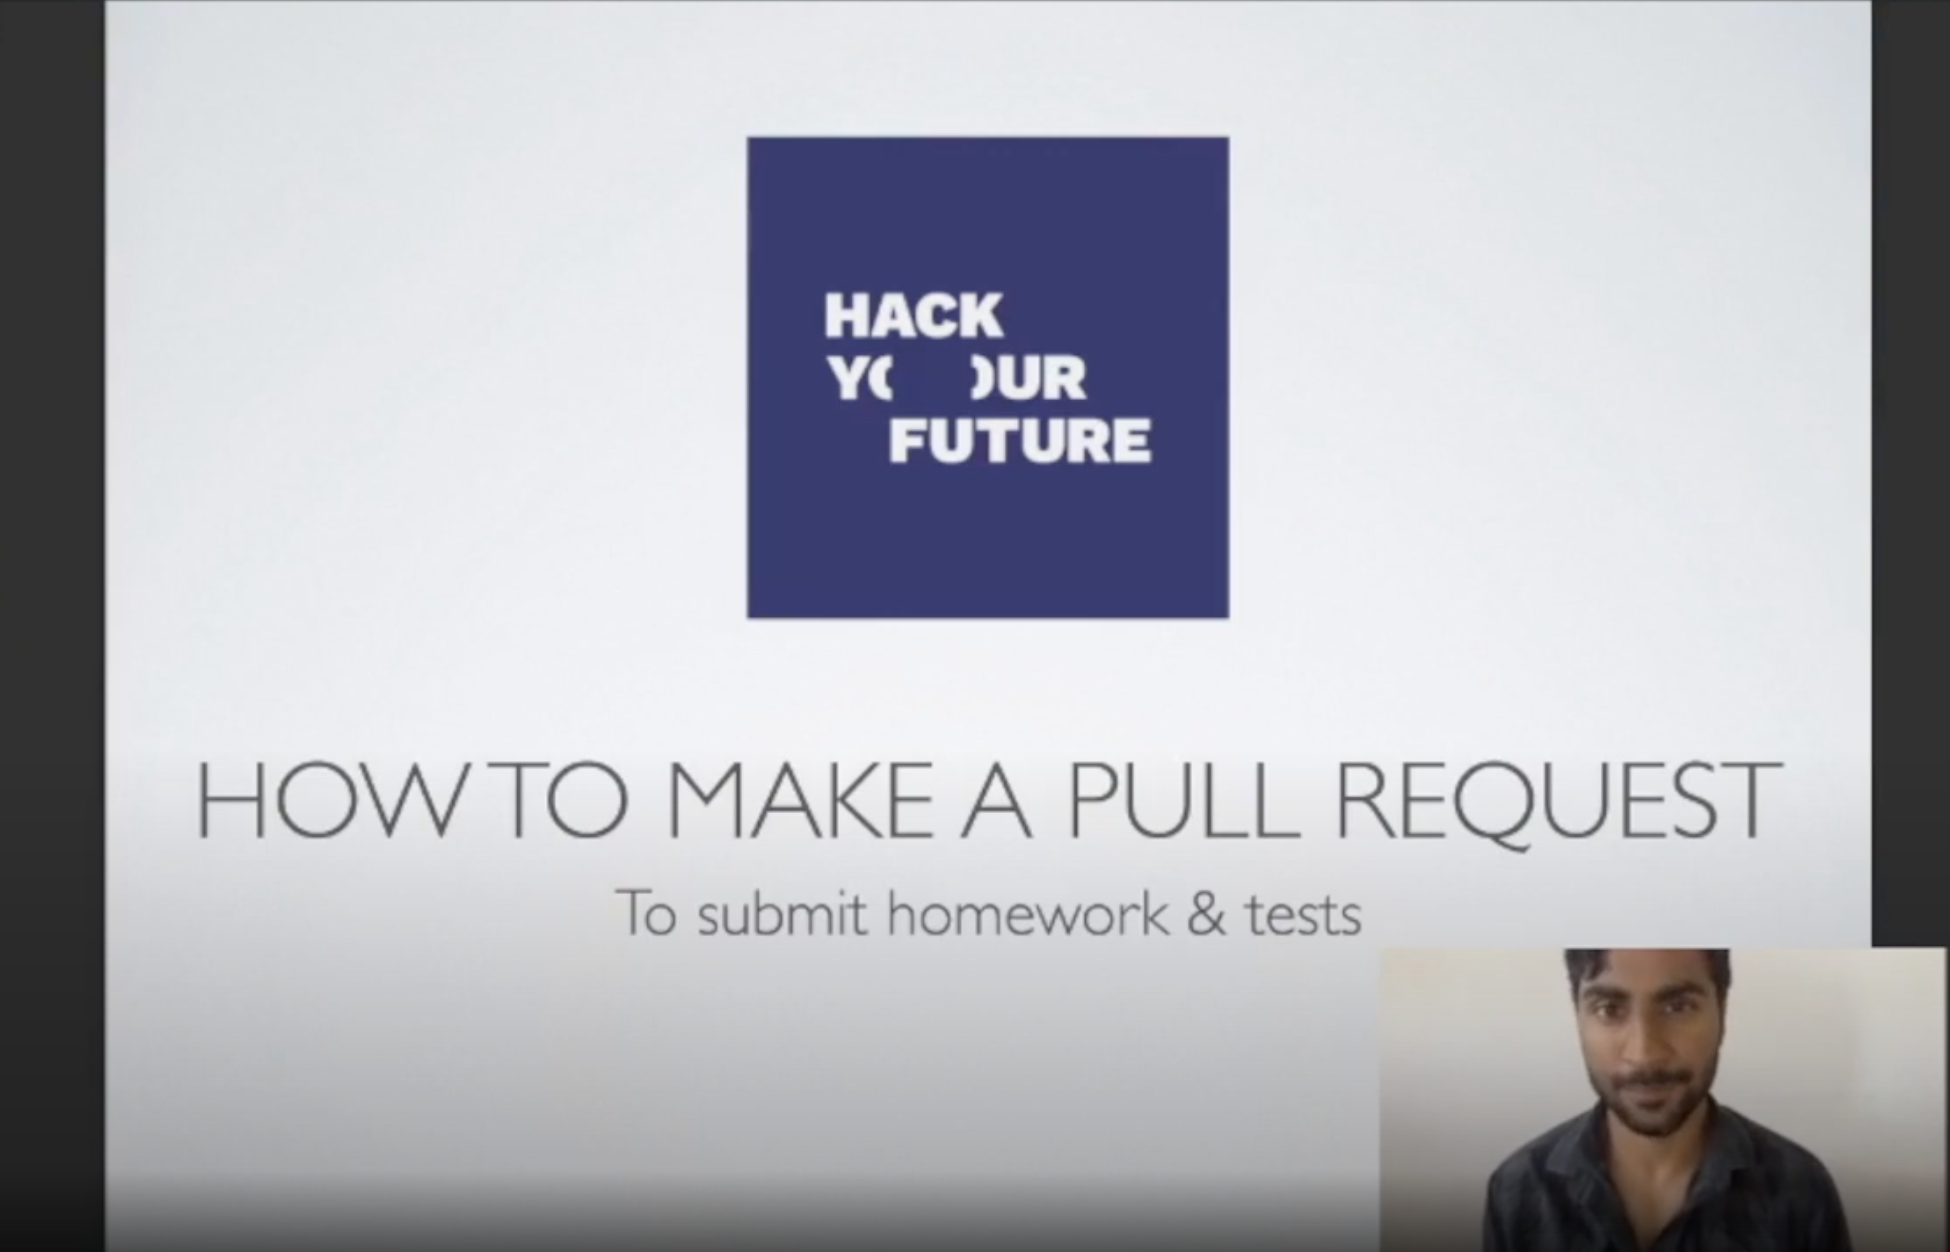 HACK
YOUR
FUTURE
HOW TO MAKE A PULL REQUEST
To submit homework & tests